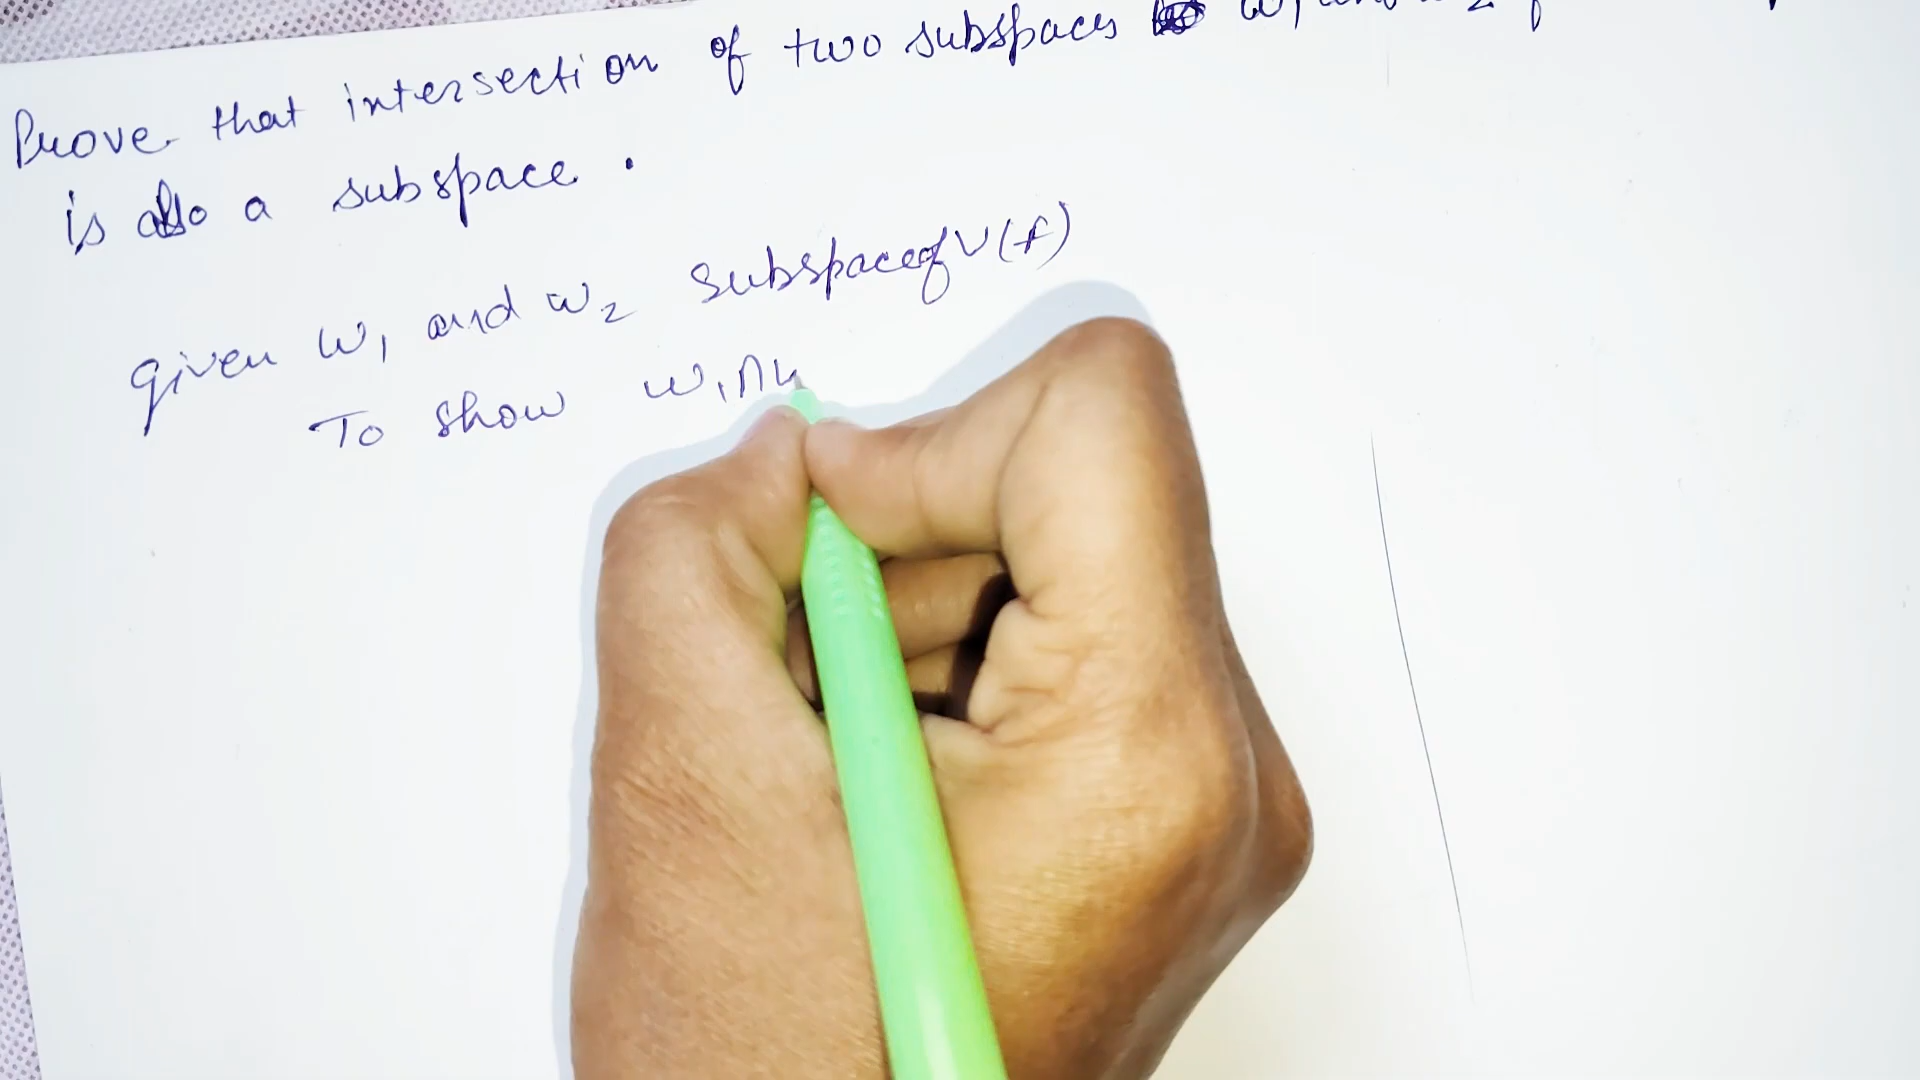 Prove that intersection of two subspaces
is also a subspace .
given W1 and W2 subspace of V(F)
To show W1∩